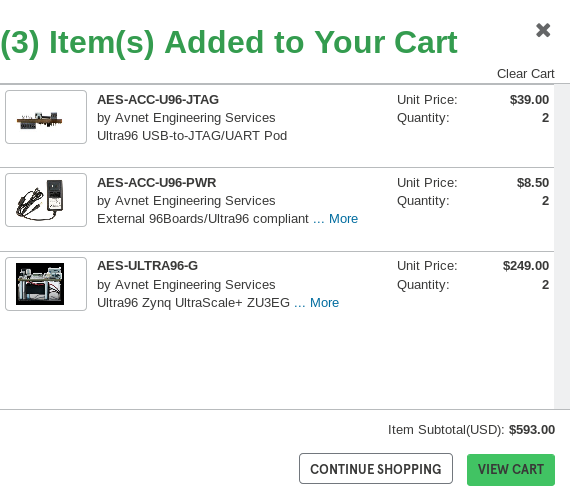 (3) Item(s) Added to Your Cart
✖
Clear Cart
AES-ACC-U96-JTAG Unit Price: $39.00
by Avnet Engineering Services Quantity: 2
Ultra96 USB-to-JTAG/UART Pod
AES-ACC-U96-PWR Unit Price: $8.50
by Avnet Engineering Services Quantity: 2
External 96Boards/Ultra96 compliant ... More
AES-ULTRA96-G Unit Price: $249.00
by Avnet Engineering Services Quantity: 2
Ultra96 Zynq UltraScale+ ZU3EG ... More
Item Subtotal(USD): $593.00
CONTINUE SHOPPING VIEW CART